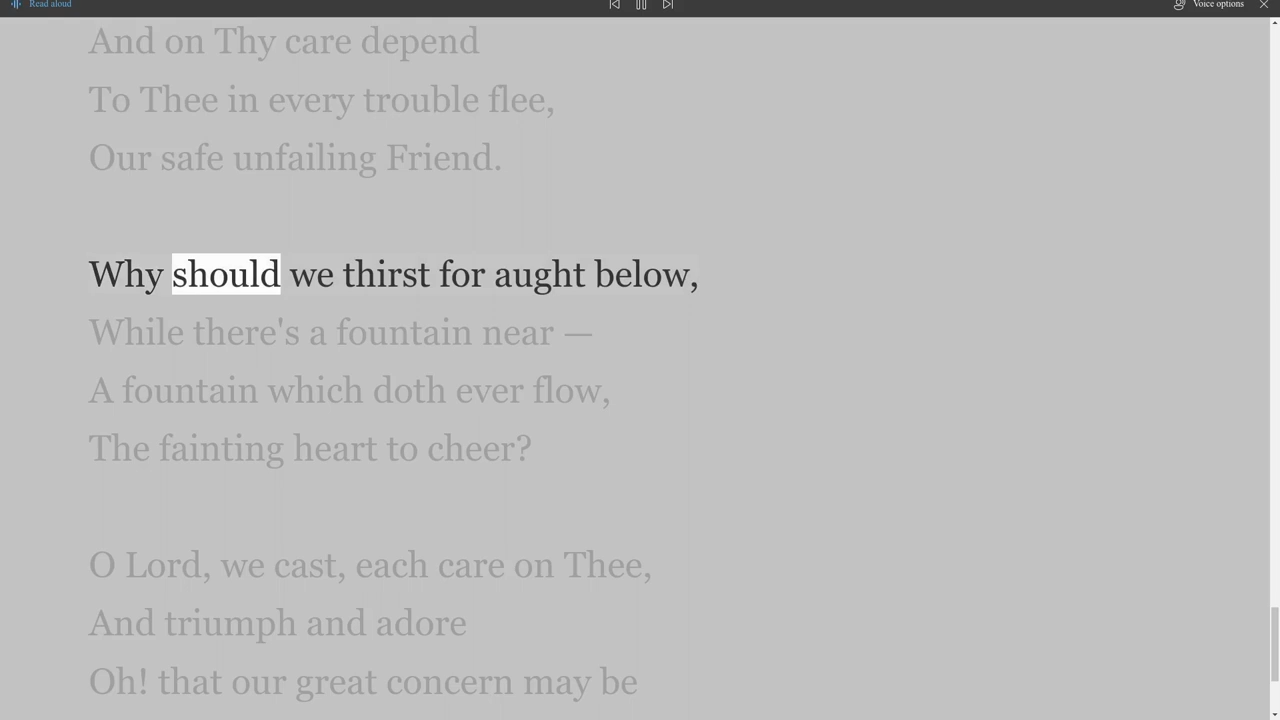 Read aloud
Voice options
And on Thy care depend
To Thee in every trouble flee,
Our safe unfailing Friend.
Why should we thirst for aught below,
While there's a fountain near —
A fountain which doth ever flow,
The fainting heart to cheer?
O Lord, we cast, each care on Thee,
And triumph and adore
Oh! that our great concern may be